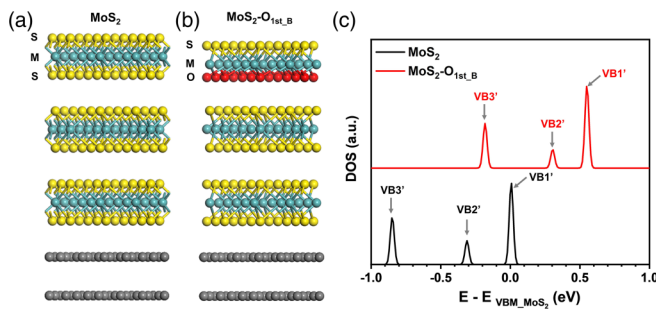 (a)
MoS2
S
M
S
(b)
MoS2-O1st_B
S
M
O
(c)
MoS2
MoS2-O1st_B
VB3’
VB2’
VB1’
VB3’
VB2’
VB1’
DOS (a.u.)
-1.0 -0.5 0.0 0.5 1.0
E - E VBM_MoS2 (eV)